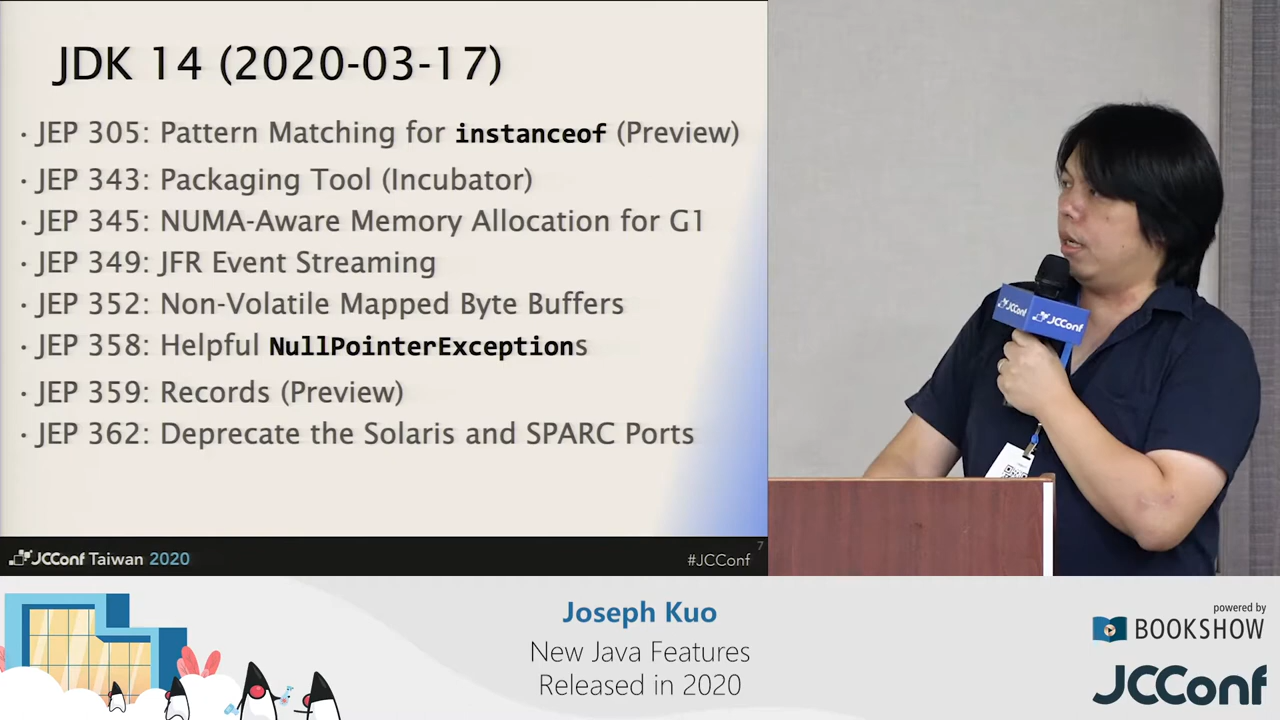 JDK 14 (2020-03-17)
· JEP 305: Pattern Matching for instanceof (Preview)
· JEP 343: Packaging Tool (Incubator)
· JEP 345: NUMA-Aware Memory Allocation for G1
· JEP 349: JFR Event Streaming
· JEP 352: Non-Volatile Mapped Byte Buffers
· JEP 358: Helpful NullPointerExceptions
· JEP 359: Records (Preview)
· JEP 362: Deprecate the Solaris and SPARC Ports
7
JCConf Taiwan 2020
#JCConf
JCConf
JCConf
Joseph Kuo
New Java Features
Released in 2020
powered by
BOOKSHOW
JCConf